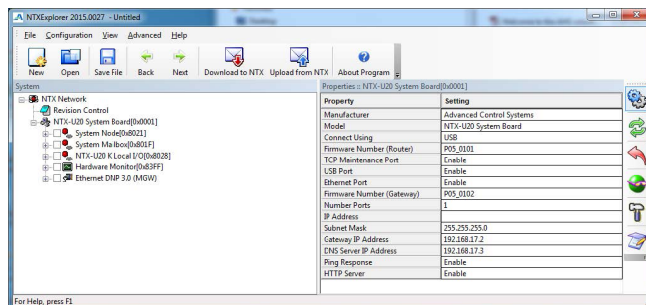 NTXExplorer 2015.0027 - Untitled
File Configuration View Advanced Help
New Open Save File Back Next Download to NTX Upload from NTX About Program
System
NTX Network
Revision Control
NTX-U20 System Board[0x0001]
System Node[0x8021]
System Mailbox[0x801F]
NTX-U20 K Local I/O[0x8028]
Hardware Monitor[0x83FF]
Ethernet DNP 3.0 (MGW)
Properties :: NTX-U20 System Board[0x0001]
Property Setting
Manufacturer Advanced Control Systems
Model NTX-U20 System Board
Connect Using USB
Firmware Number (Router) P05_0101
TCP Maintenance Port Enable
USB Port Enable
Ethernet Port Enable
Firmware Number (Gateway) P05_0102
Number Ports 1
IP Address
Subnet Mask 255.255.255.0
Gateway IP Address 192.168.17.2
DNS Server IP Address 192.168.17.3
Ping Response Enable
HTTP Server Enable
For Help, press F1